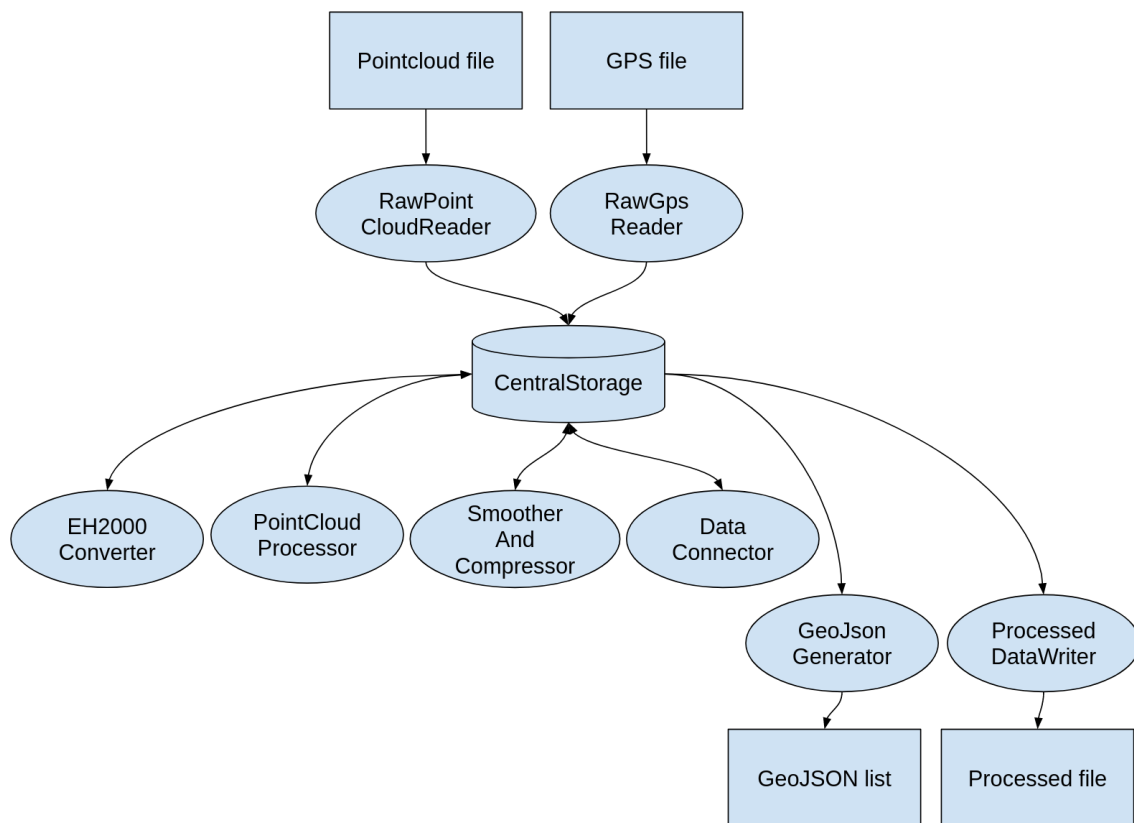 Pointcloud file
GPS file
RawPoint
CloudReader
RawGps
Reader
CentralStorage
EH2000
Converter
PointCloud
Processor
Smoother
And
Compressor
Data
Connector
GeoJson
Generator
Processed
DataWriter
GeoJSON list
Processed file